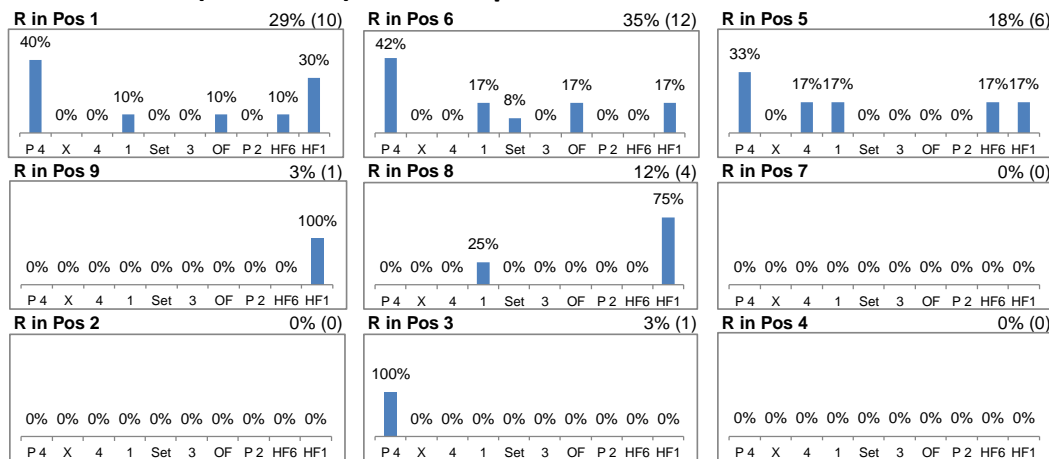 R in Pos 1 29% (10)
40% 0% 0% 10% 0% 0% 10% 0% 10% 30%
P 4 X 4 1 Set 3 OF P 2 HF6 HF1
R in Pos 6 35% (12)
42% 0% 0% 17% 8% 0% 17% 0% 0% 17%
P 4 X 4 1 Set 3 OF P 2 HF6 HF1
R in Pos 5 18% (6)
33% 0% 17% 17% 0% 0% 0% 0% 17% 17%
P 4 X 4 1 Set 3 OF P 2 HF6 HF1
R in Pos 9 3% (1)
0% 0% 0% 0% 0% 0% 0% 0% 0% 100%
P 4 X 4 1 Set 3 OF P 2 HF6 HF1
R in Pos 8 12% (4)
0% 0% 0% 25% 0% 0% 0% 0% 0% 75%
P 4 X 4 1 Set 3 OF P 2 HF6 HF1
R in Pos 7 0% (0)
0% 0% 0% 0% 0% 0% 0% 0% 0% 0%
P 4 X 4 1 Set 3 OF P 2 HF6 HF1
R in Pos 2 0% (0)
0% 0% 0% 0% 0% 0% 0% 0% 0% 0%
P 4 X 4 1 Set 3 OF P 2 HF6 HF1
R in Pos 3 3% (1)
100% 0% 0% 0% 0% 0% 0% 0% 0% 0%
P 4 X 4 1 Set 3 OF P 2 HF6 HF1
R in Pos 4 0% (0)
0% 0% 0% 0% 0% 0% 0% 0% 0% 0%
P 4 X 4 1 Set 3 OF P 2 HF6 HF1